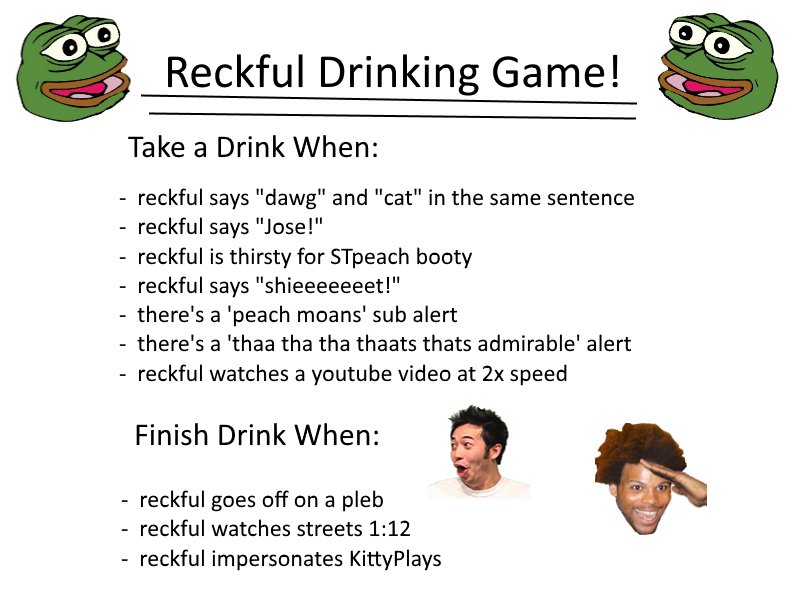 Reckful Drinking Game!
Take a Drink When:
- reckful says "dawg" and "cat" in the same sentence
- reckful says "Jose!"
- reckful is thirsty for STpeach booty
- reckful says "shieeeeeeet!"
- there's a 'peach moans' sub alert
- there's a 'thaa tha tha thaats thats admirable' alert
- reckful watches a youtube video at 2x speed
Finish Drink When:
- reckful goes off on a pleb
- reckful watches streets 1:12
- reckful impersonates KittyPlays